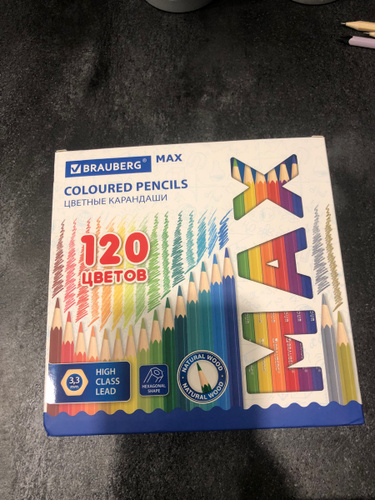 BRAUBERG® MAX
COLOURED PENCILS
ЦВЕТНЫЕ КАРАНДАШИ
120
ЦВЕТОВ
MAX
3,3
mm
HIGH
CLASS
LEAD
HEXAGONAL
SHAPE
NATURAL WOOD
NATURAL WOOD